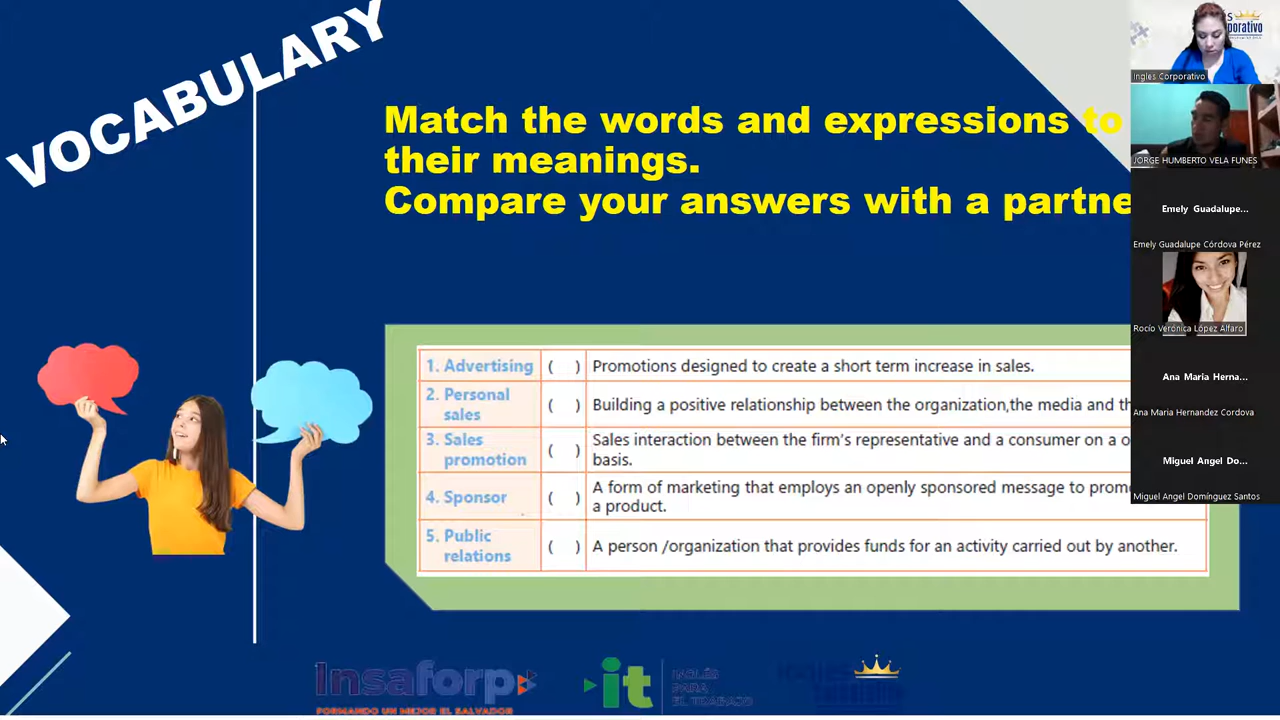 VOCABULARY
Match the words and expressions to
their meanings.
Compare your answers with a partne
1. Advertising ( ) Promotions designed to create a short term increase in sales.
2. Personal
sales
( ) Building a positive relationship between the organization,the media and th
3. Sales
promotion
( ) Sales interaction between the firm's representative and a consumer on a o
basis.
4. Sponsor ( ) A form of marketing that employs an openly sponsored message to prom
a product.
5. Public
relations
( ) A person /organization that provides funds for an activity carried out by another.
Insaforp
FORMANDO UN MEJOR EL SALVADOR
it
INGLÉS
PARA
EL TRABAJO
Ingles Corporativo
JORGE HUMBERTO VELA FUNES
Emely Guadalupe...
Emely Guadalupe Córdova Pérez
Rocío Verónica López Alfaro
Ana Maria Herna...
Ana Maria Hernandez Cordova
Miguel Angel Do...
Miguel Angel Domínguez Santos